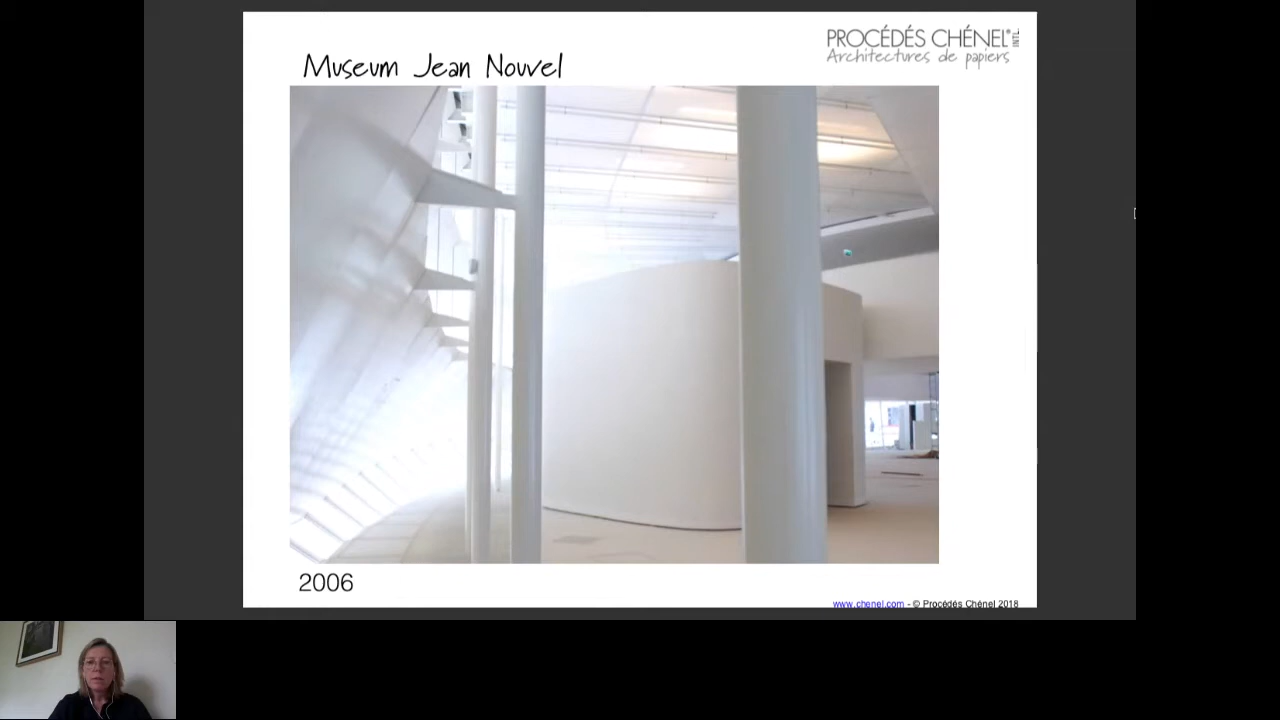 PROCÉDÉS CHÉNEL® INTL.
Architectures de papiers
Museum Jean Nouvel
2006
www.chenel.com - © Procédés Chénel 2018